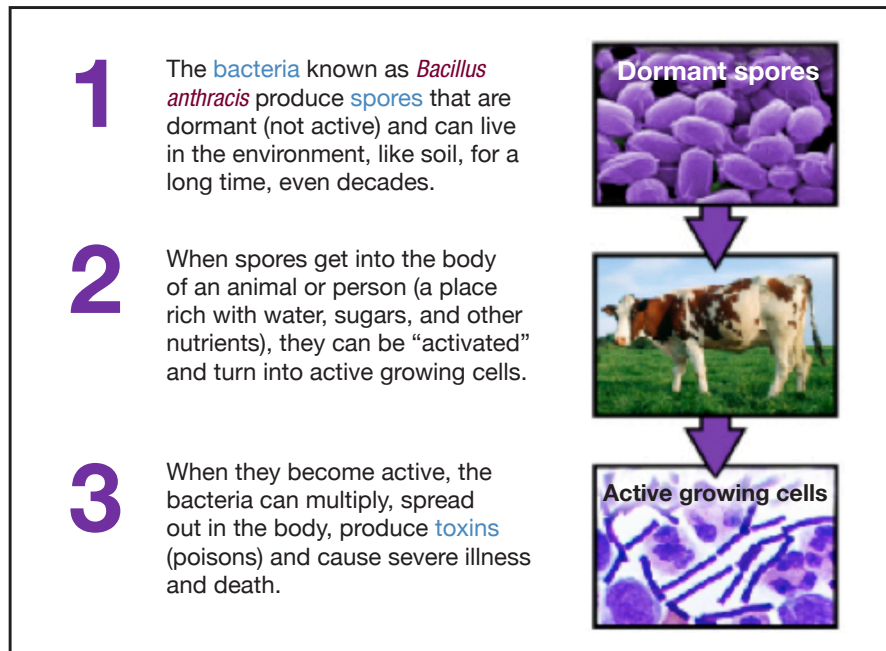 1
The bacteria known as Bacillus
anthracis produce spores that are
dormant (not active) and can live
in the environment, like soil, for a
long time, even decades.
Dormant spores
2
When spores get into the body
of an animal or person (a place
rich with water, sugars, and other
nutrients), they can be “activated”
and turn into active growing cells.
3
When they become active, the
bacteria can multiply, spread
out in the body, produce toxins
(poisons) and cause severe illness
and death.
Active growing cells